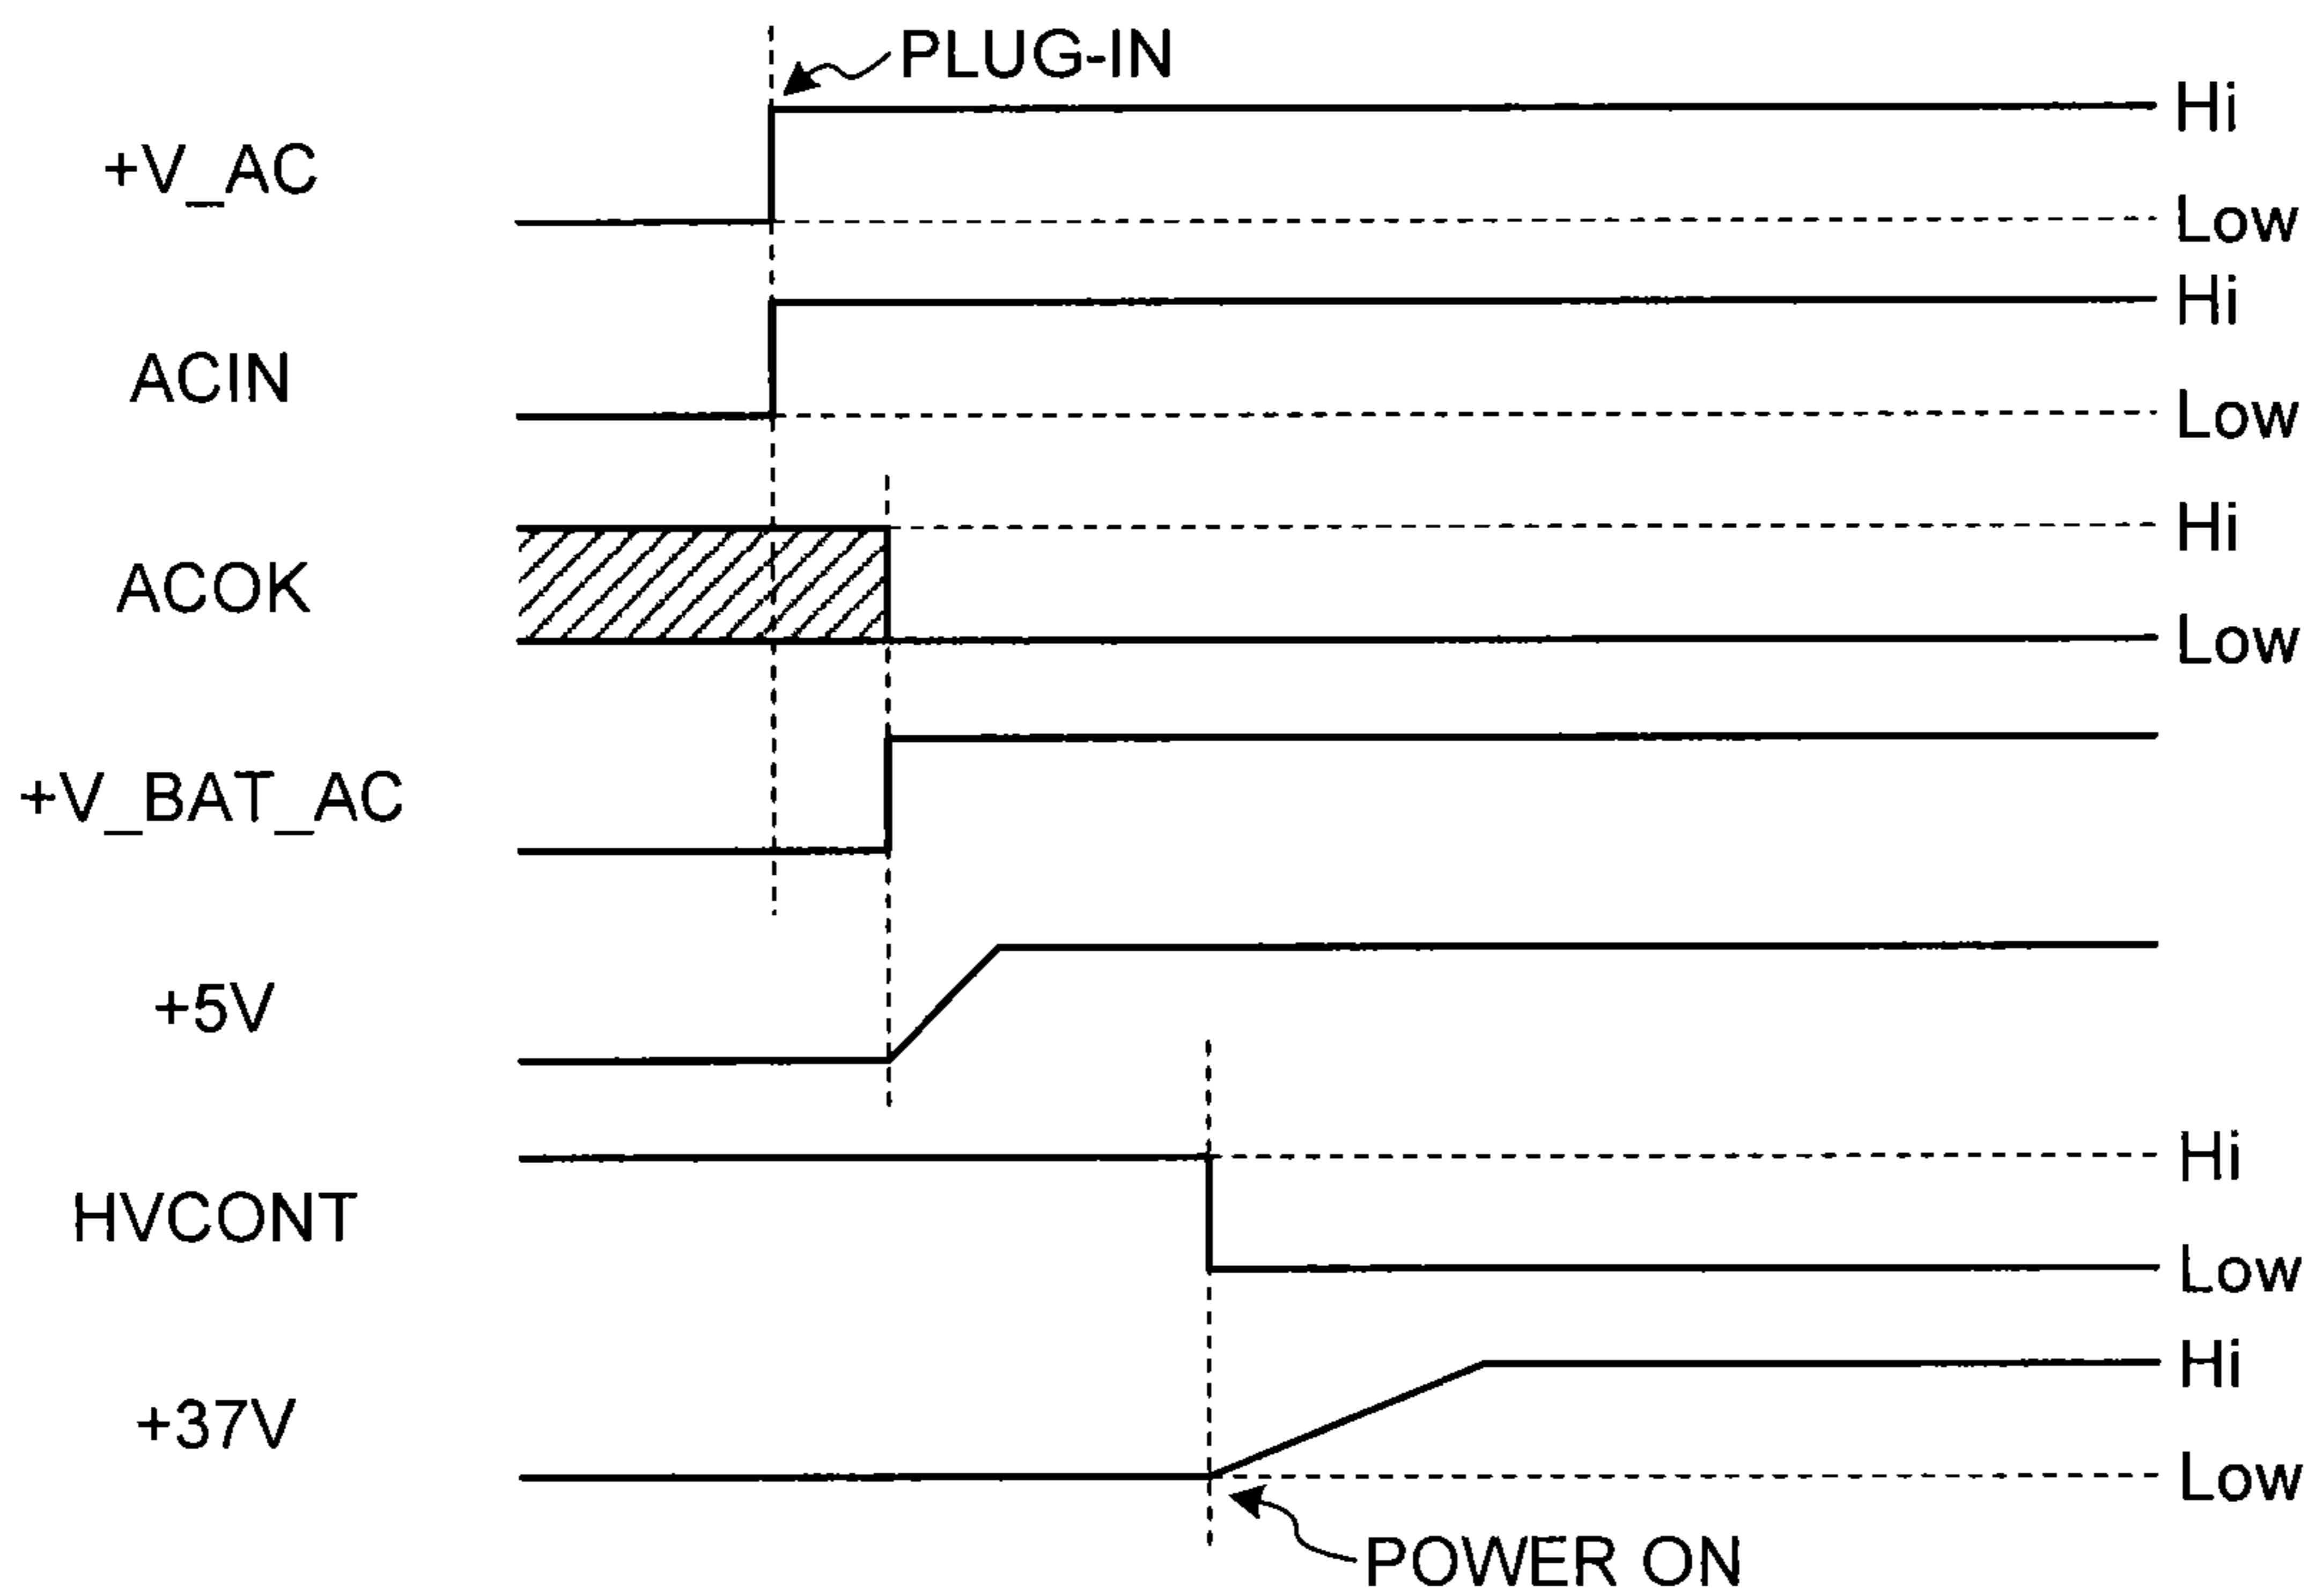 PLUG-IN
Hi
+V_AC
Low
Hi
ACIN
Low
Hi
ACOK
Low
+V_BAT_AC
+5V
Hi
HVCONT
Low
Hi
+37V
Low
POWER ON